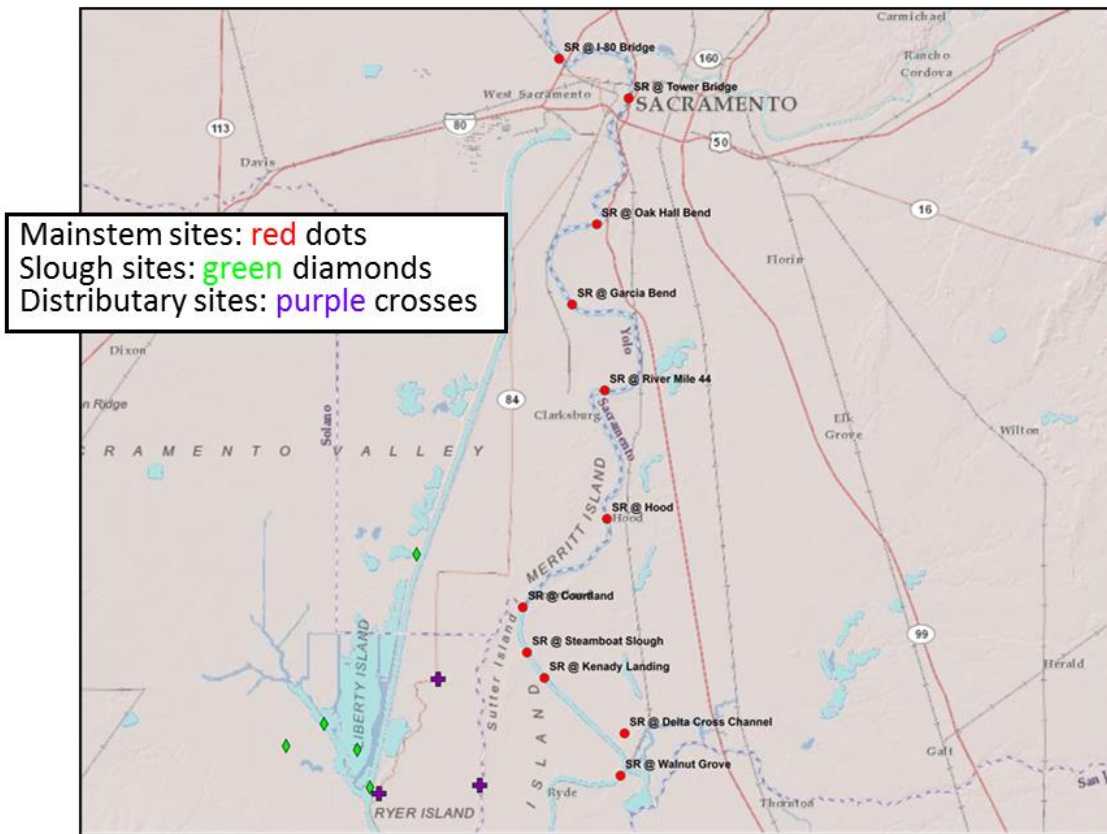 Carmichael
SR @ I-80 Bridge
160
Rancho
Cordova
West Sacramento
SR @ Tower Bridge
SACRAMENTO
113
80
50
Davis
16
SR @ Oak Hall Bend
Mainstem sites: red dots
Slough sites: green diamonds
Distributary sites: purple crosses
Florin
SR @ Garcia Bend
Yolo
Dixon
SR @ River Mile 44
n Ridge
84
Clarksburg
Solano
Sacramento
Elk
Grove
Wilton
CRAMENTO VALLEY
SR @ Hood
Hood
MERRITT ISLAND
SR @ Courtland
99
LIBERTY ISLAND
Sutter Island
SR @ Steamboat Slough
SR @ Kenady Landing
Herald
ISLAND
SR @ Delta Cross Channel
Galt
SR @ Walnut Grove
San
Ryde
Thornton
RYER ISLAND